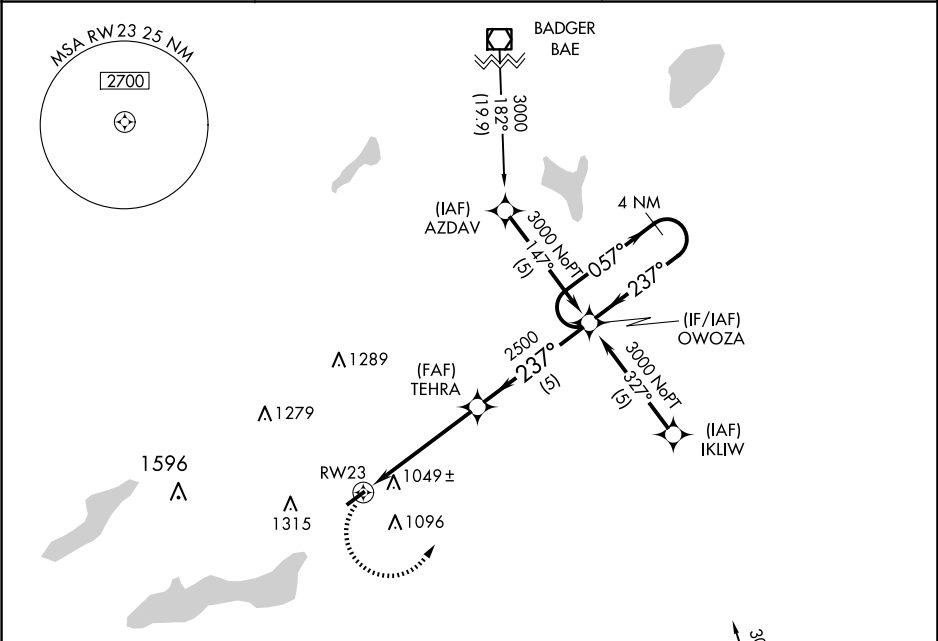 MSA RW23 25 NM
2700
BADGER
BAE
3000
182°
(19.9)
(IAF)
AZDAV
3000 NoPT
147°
(5)
4 NM
057°
237°
(IF/IAF)
OWOZA
2500
237°
(5)
(FAF)
TEHRA
3000 NoPT
327°
(5)
(IAF)
IKLIW
1289
1279
1596
1315
RW23
1049±
1096